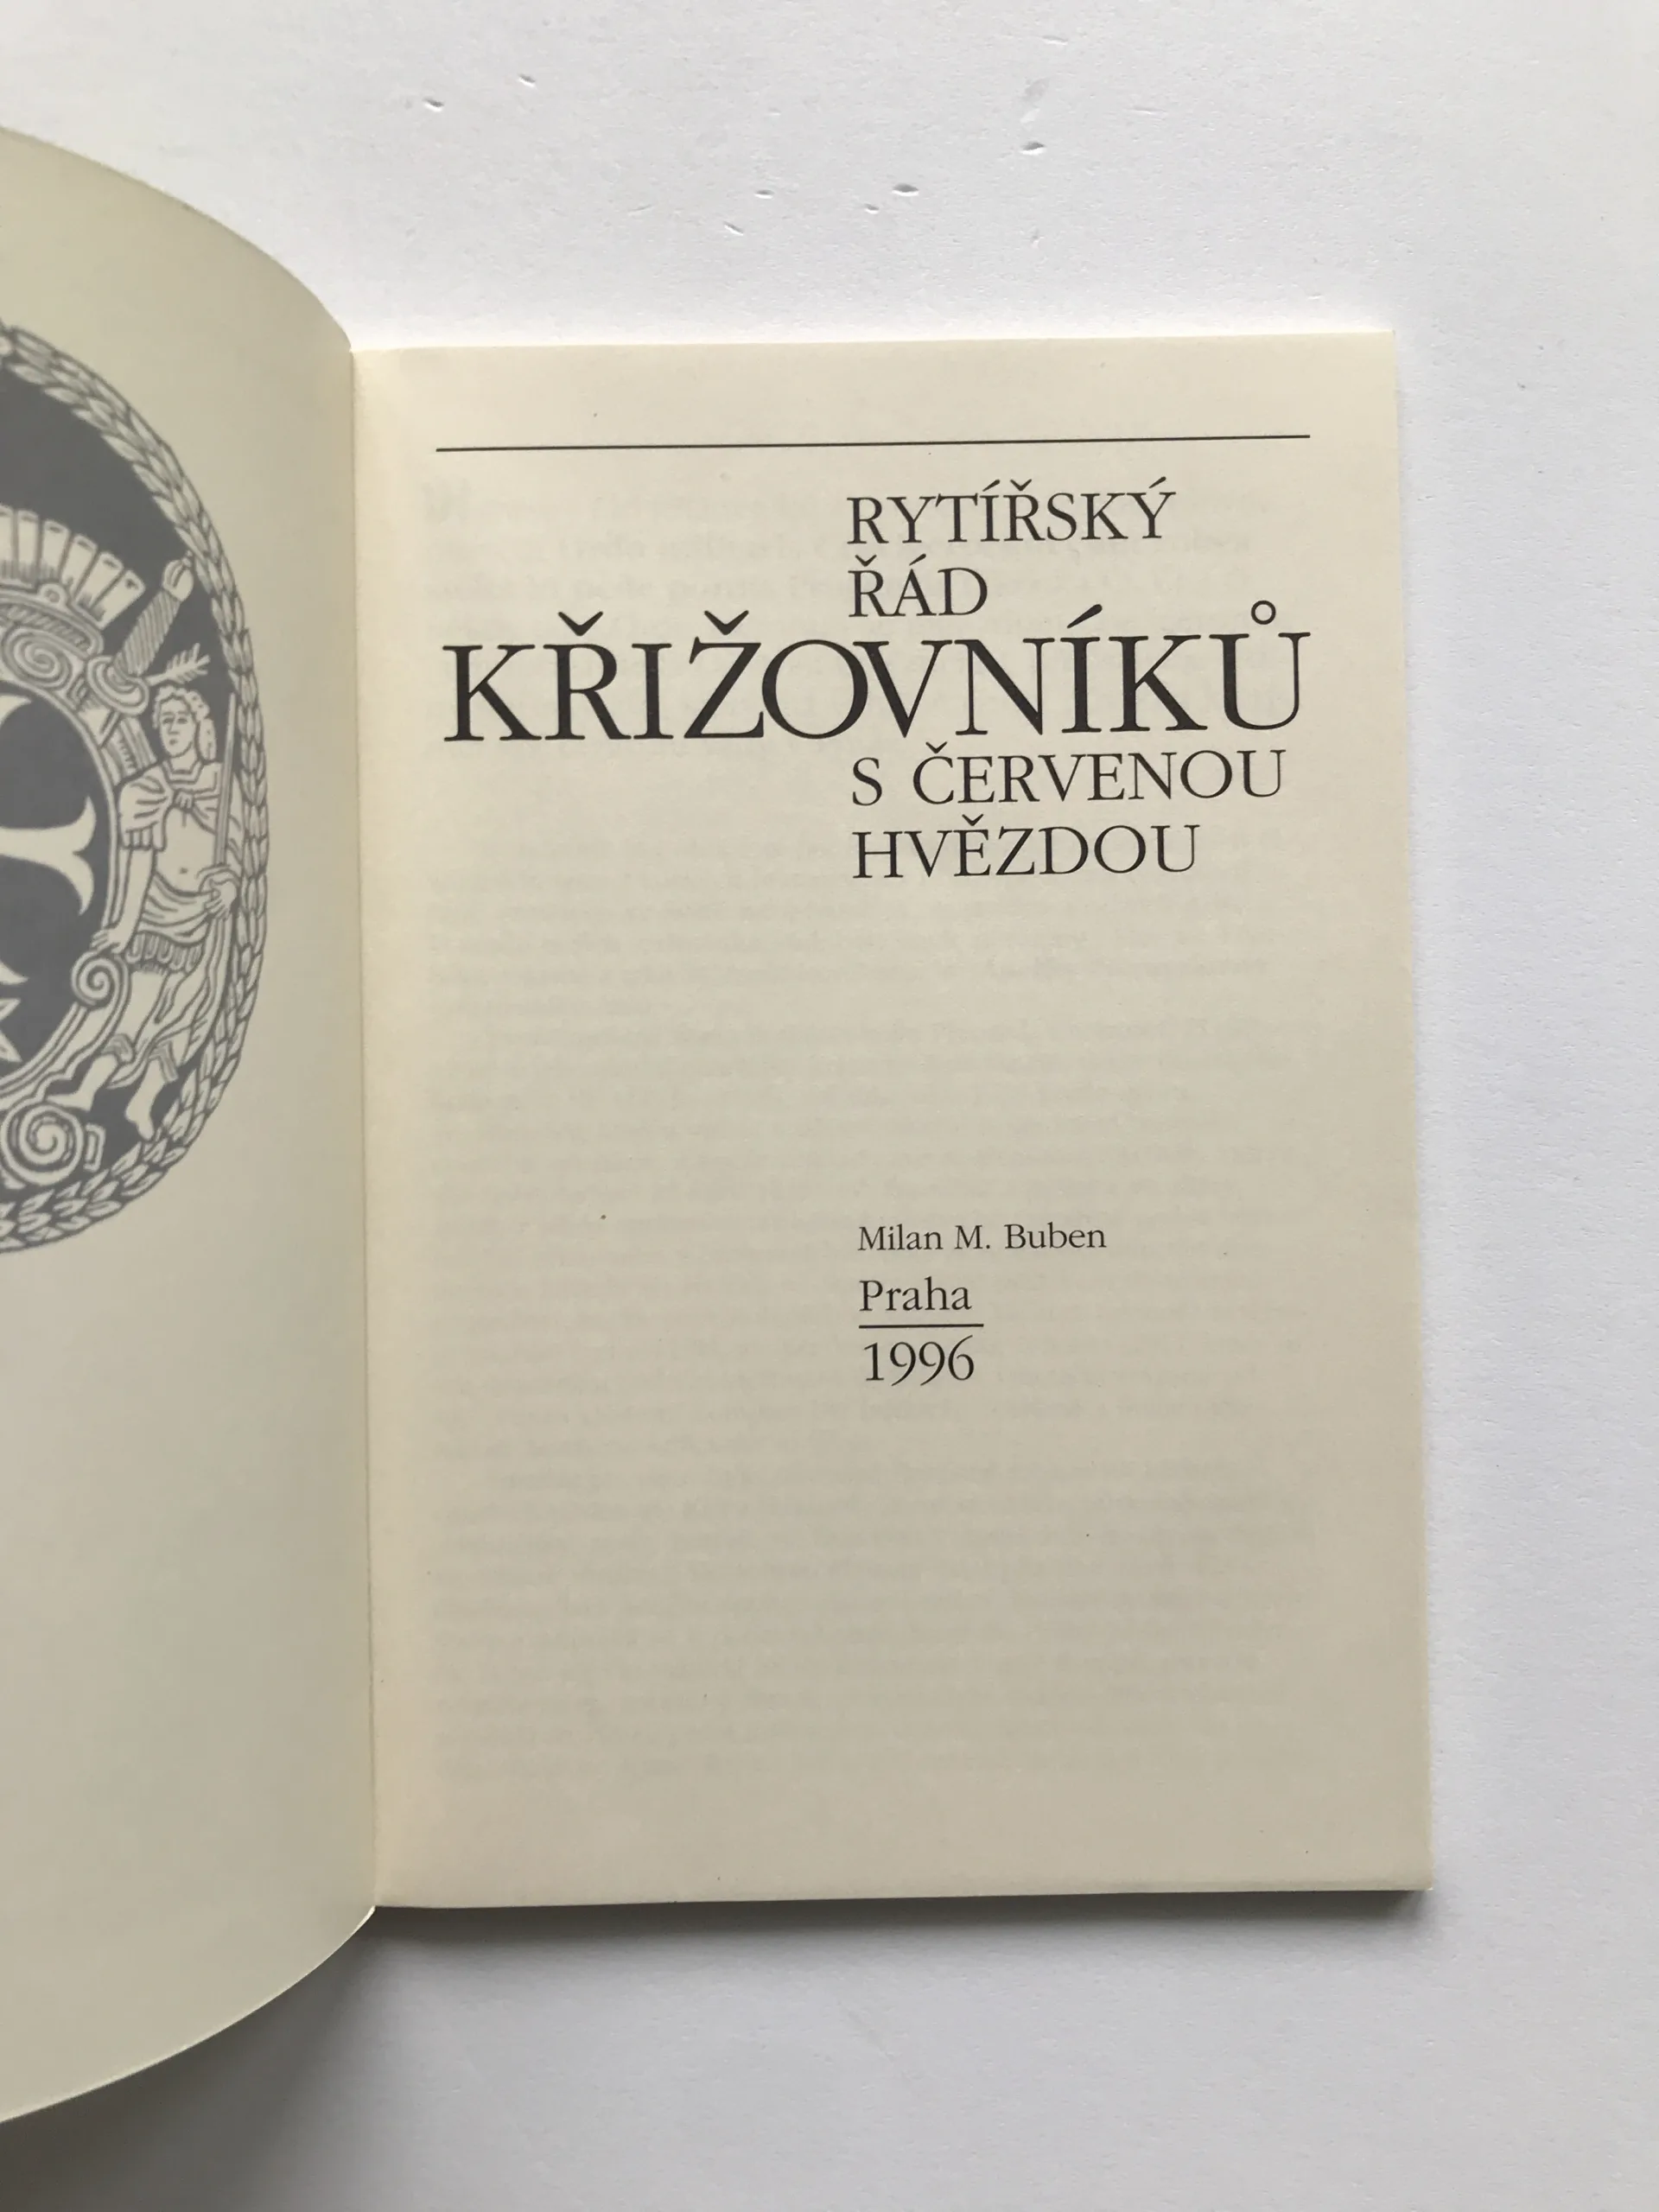 RYTÍŘSKÝ
ŘÁD
KŘIŽOVNÍKŮ
S ČERVENOU
HVĚZDOU
Milan M. Buben
Praha
1996